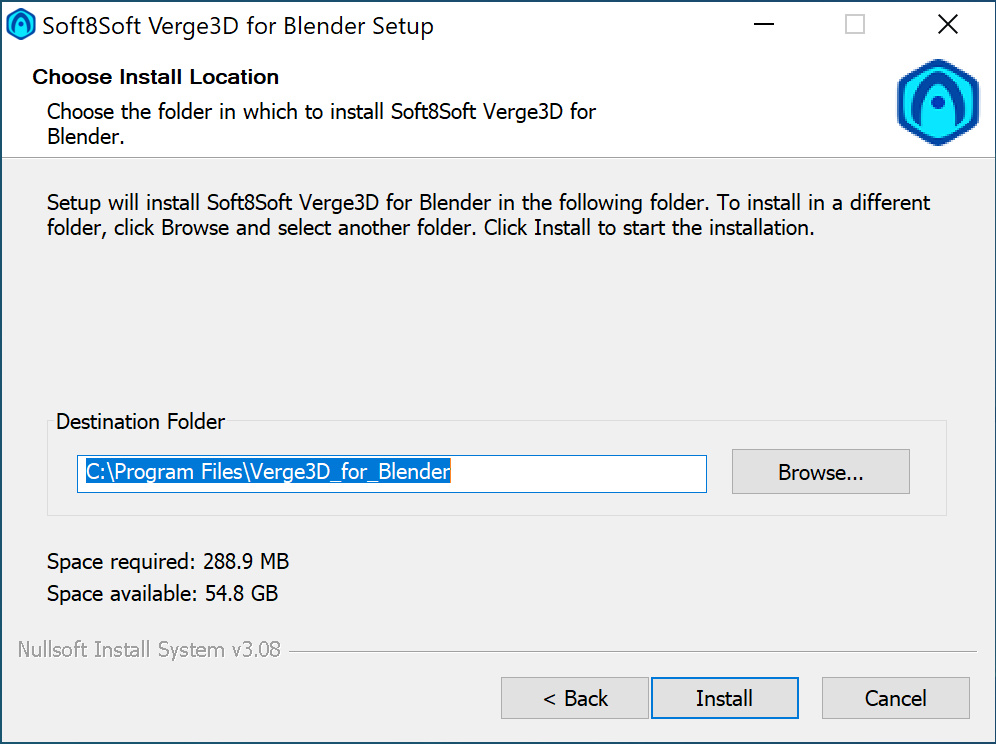 Soft8Soft Verge3D for Blender Setup
Choose Install Location
Choose the folder in which to install Soft8Soft Verge3D for
Blender.
Setup will install Soft8Soft Verge3D for Blender in the following folder. To install in a different
folder, click Browse and select another folder. Click Install to start the installation.
Destination Folder
C:\Program Files\Verge3D_for_Blender
Browse...
Space required: 288.9 MB
Space available: 54.8 GB
Nullsoft Install System v3.08
< Back
Install
Cancel